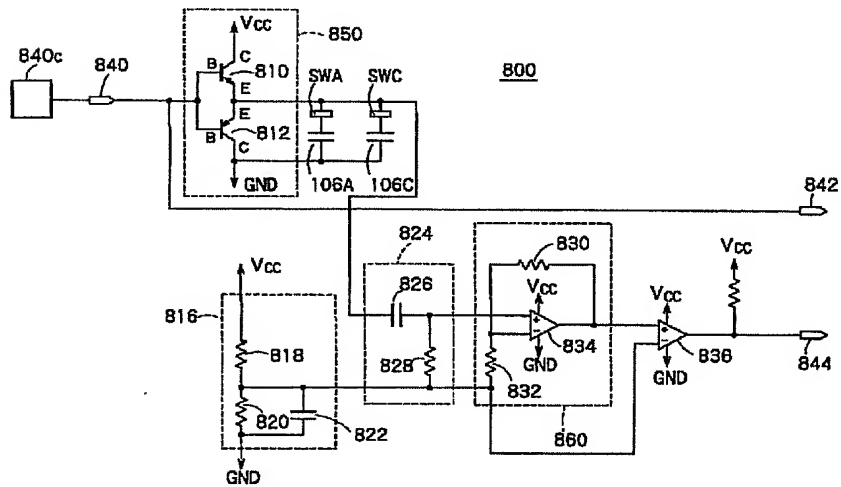 VCC
850
840c
840
C
B
810
SWA
SWC
800
E
E
B
812
C
GND
106A
106C
842
824
830
VCC
VCC
826
VCC
VCC
816
+
-
834
+
-
836
844
818
828
GND
832
GND
820
822
860
GND